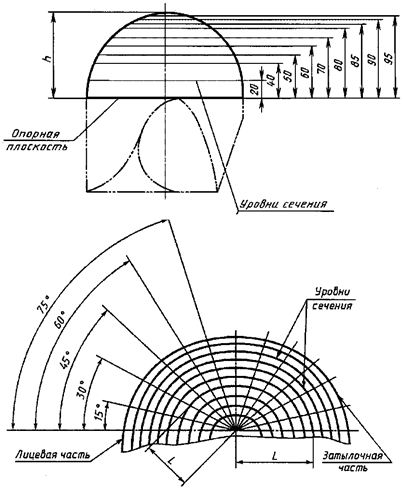 h
20
40
50
60
70
80
85
90
95
Опорная
плоскость
Уровни сечения
75°
60°
45°
30°
15°
Уровни
сечения
Лицевая часть
L
L
Затылочная
часть